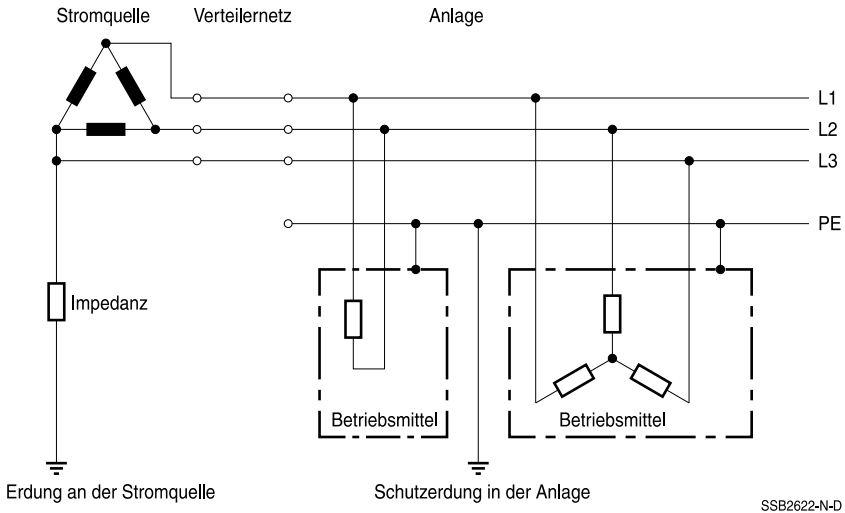 Stromquelle
Verteilernetz
Anlage
L1
L2
L3
PE
Impedanz
Betriebsmittel
Betriebsmittel
Erdung an der Stromquelle
Schutzerdung in der Anlage
SSB2622-N-D